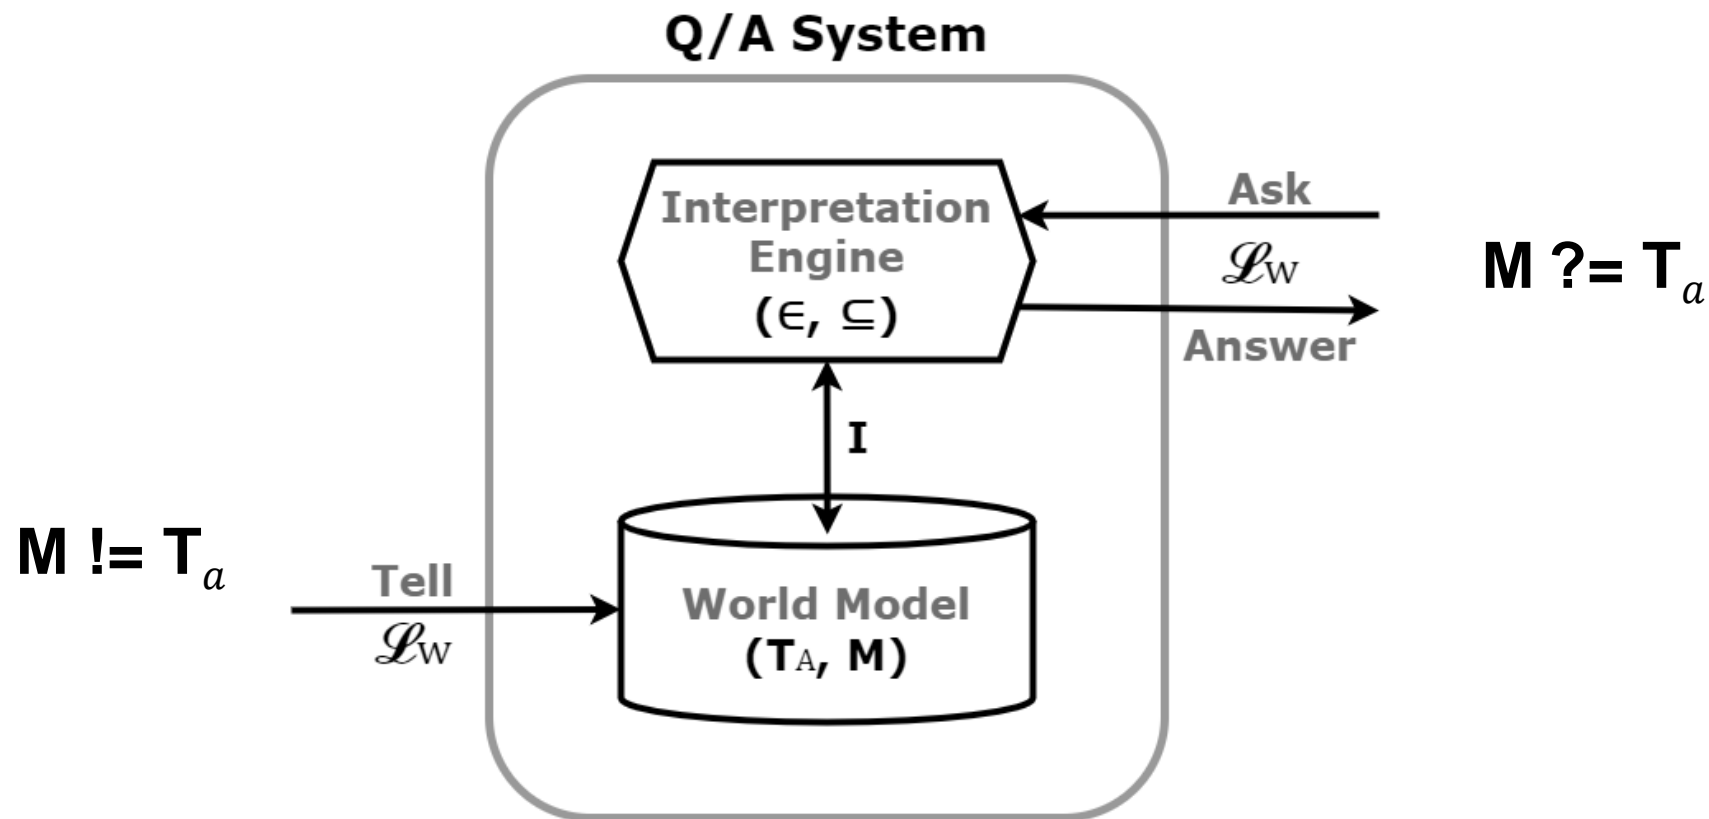 Q/A System
Interpretation
Engine
(∈, ⊆)
Ask
ℒW
Answer
M ?= Ta
I
M != Ta
Tell
ℒW
World Model
(TA, M)